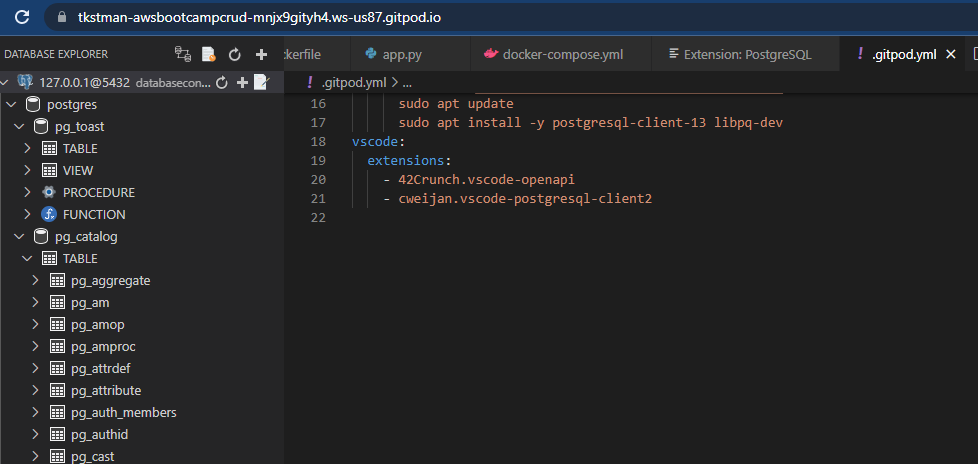 tkstman-awsbootcampcrud-mnjx9gityh4.ws-us87.gitpod.io
DATABASE EXPLORER
ckerfile
app.py
docker-compose.yml
Extension: PostgreSQL
.gitpod.yml
127.0.0.1@5432 databasecon...
.gitpod.yml > ...
postgres
pg_toast
TABLE
VIEW
PROCEDURE
FUNCTION
pg_catalog
TABLE
pg_aggregate
pg_am
pg_amop
pg_amproc
pg_attrdef
pg_attribute
pg_auth_members
pg_authid
pg_cast
16 sudo apt update
17 sudo apt install -y postgresql-client-13 libpq-dev
18 vscode:
19 extensions:
20 - 42Crunch.vscode-openapi
21 - cweijan.vscode-postgresql-client2
22